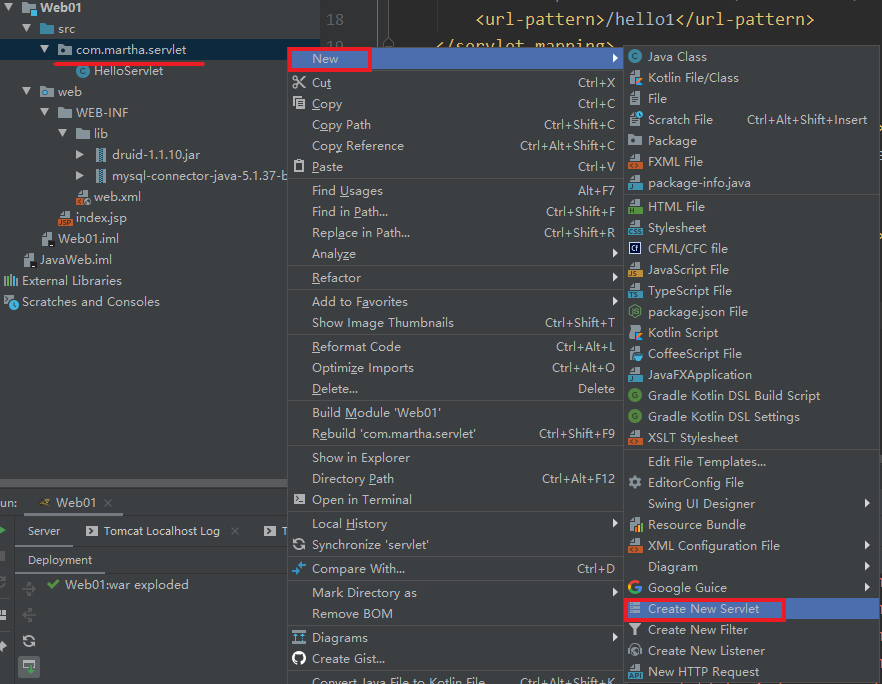 Web01
src
com.martha.servlet
HelloServlet
web
WEB-INF
lib
druid-1.1.10.jar
mysql-connector-java-5.1.37-b
web.xml
index.jsp
Web01.iml
JavaWeb.iml
External Libraries
Scratches and Consoles
18 <url-pattern>/hello1</url-pattern>
19 </servlet-mapping>
New
Cut Ctrl+X
Copy Ctrl+C
Copy Path Ctrl+Shift+C
Copy Reference Ctrl+Alt+Shift+C
Paste Ctrl+V
Find Usages Alt+F7
Find in Path... Ctrl+Shift+F
Replace in Path... Ctrl+Shift+R
Analyze
Refactor
Add to Favorites
Show Image Thumbnails Ctrl+Shift+T
Reformat Code Ctrl+Alt+L
Optimize Imports Ctrl+Alt+O
Delete... Delete
Build Module 'Web01'
Rebuild 'com.martha.servlet' Ctrl+Shift+F9
Show in Explorer
Directory Path Ctrl+Alt+F12
Open in Terminal
Local History
Synchronize 'servlet'
Compare With... Ctrl+D
Mark Directory as
Remove BOM
Diagrams
Create Gist...
Convert Java File to Kotlin File Ctrl+Alt+Shift+K
Java Class
Kotlin File/Class
File
Scratch File Ctrl+Alt+Shift+Insert
Package
FXML File
package-info.java
HTML File
Stylesheet
CFML/CFC file
JavaScript File
TypeScript File
package.json File
Kotlin Script
CoffeeScript File
JavaFXApplication
Gradle Kotlin DSL Build Script
Gradle Kotlin DSL Settings
XSLT Stylesheet
Edit File Templates...
EditorConfig File
Swing UI Designer
Resource Bundle
XML Configuration File
Diagram
Google Guice
Create New Servlet
Create New Filter
Create New Listener
New HTTP Request
un: Web01
Server Tomcat Localhost Log T
Deployment
Web01:war exploded